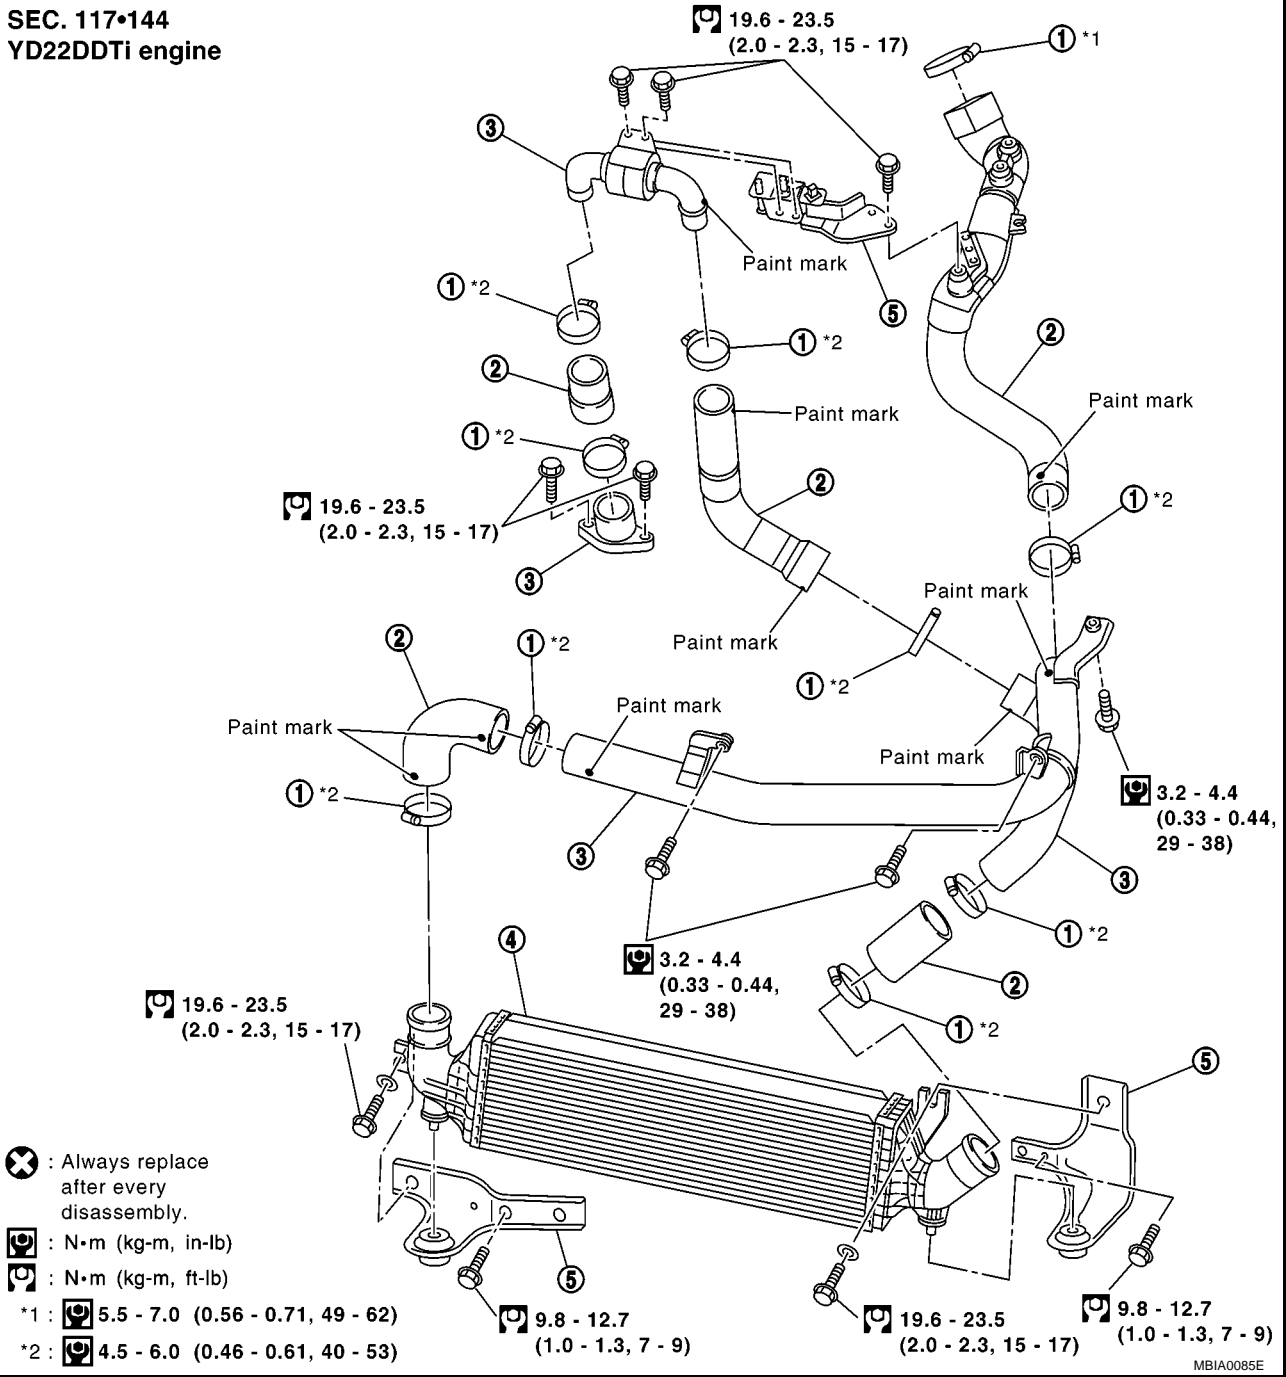 SEC. 117•144
YD22DDTi engine
19.6 - 23.5
(2.0 - 2.3, 15 - 17)
1 *1
3
Paint mark
5
1 *2
1 *2
2
2
Paint mark
Paint mark
1 *2
2
1 *2
19.6 - 23.5
(2.0 - 2.3, 15 - 17)
3
Paint mark
Paint mark
2
1 *2
1 *2
Paint mark
Paint mark
Paint mark
1 *2
3.2 - 4.4
(0.33 - 0.44,
29 - 38)
3
3
1 *2
4
3.2 - 4.4
(0.33 - 0.44,
29 - 38)
2
1 *2
19.6 - 23.5
(2.0 - 2.3, 15 - 17)
5
: Always replace
after every
disassembly.
: N•m (kg-m, in-lb)
: N•m (kg-m, ft-lb)
*1 : 5.5 - 7.0 (0.56 - 0.71, 49 - 62)
*2 : 4.5 - 6.0 (0.46 - 0.61, 40 - 53)
5
9.8 - 12.7
(1.0 - 1.3, 7 - 9)
19.6 - 23.5
(2.0 - 2.3, 15 - 17)
9.8 - 12.7
(1.0 - 1.3, 7 - 9)
MBIA0085E